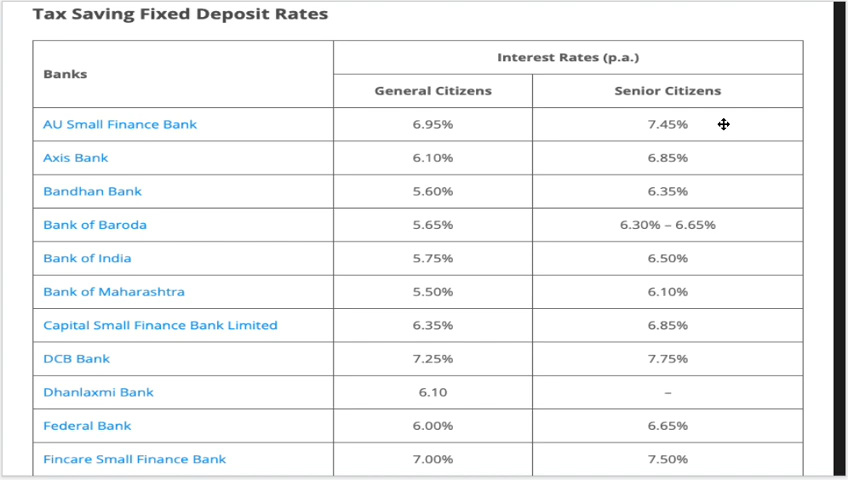 Tax Saving Fixed Deposit Rates
Banks
Interest Rates (p.a.)
General Citizens Senior Citizens
AU Small Finance Bank 6.95% 7.45%
Axis Bank 6.10% 6.85%
Bandhan Bank 5.60% 6.35%
Bank of Baroda 5.65% 6.30% – 6.65%
Bank of India 5.75% 6.50%
Bank of Maharashtra 5.50% 6.10%
Capital Small Finance Bank Limited 6.35% 6.85%
DCB Bank 7.25% 7.75%
Dhanlaxmi Bank 6.10 –
Federal Bank 6.00% 6.65%
Fincare Small Finance Bank 7.00% 7.50%